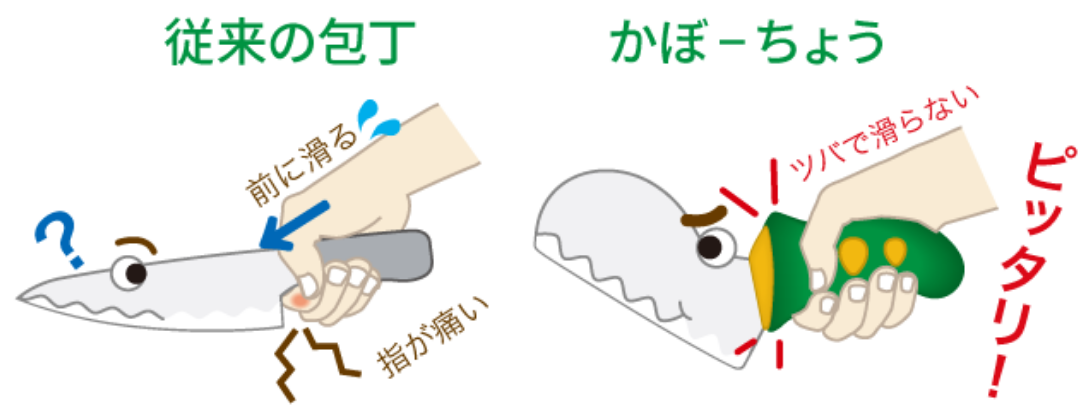 従来の包丁
前に滑る
?
指が痛い
かぼーちょう
ツバで滑らない
ピッタリ!